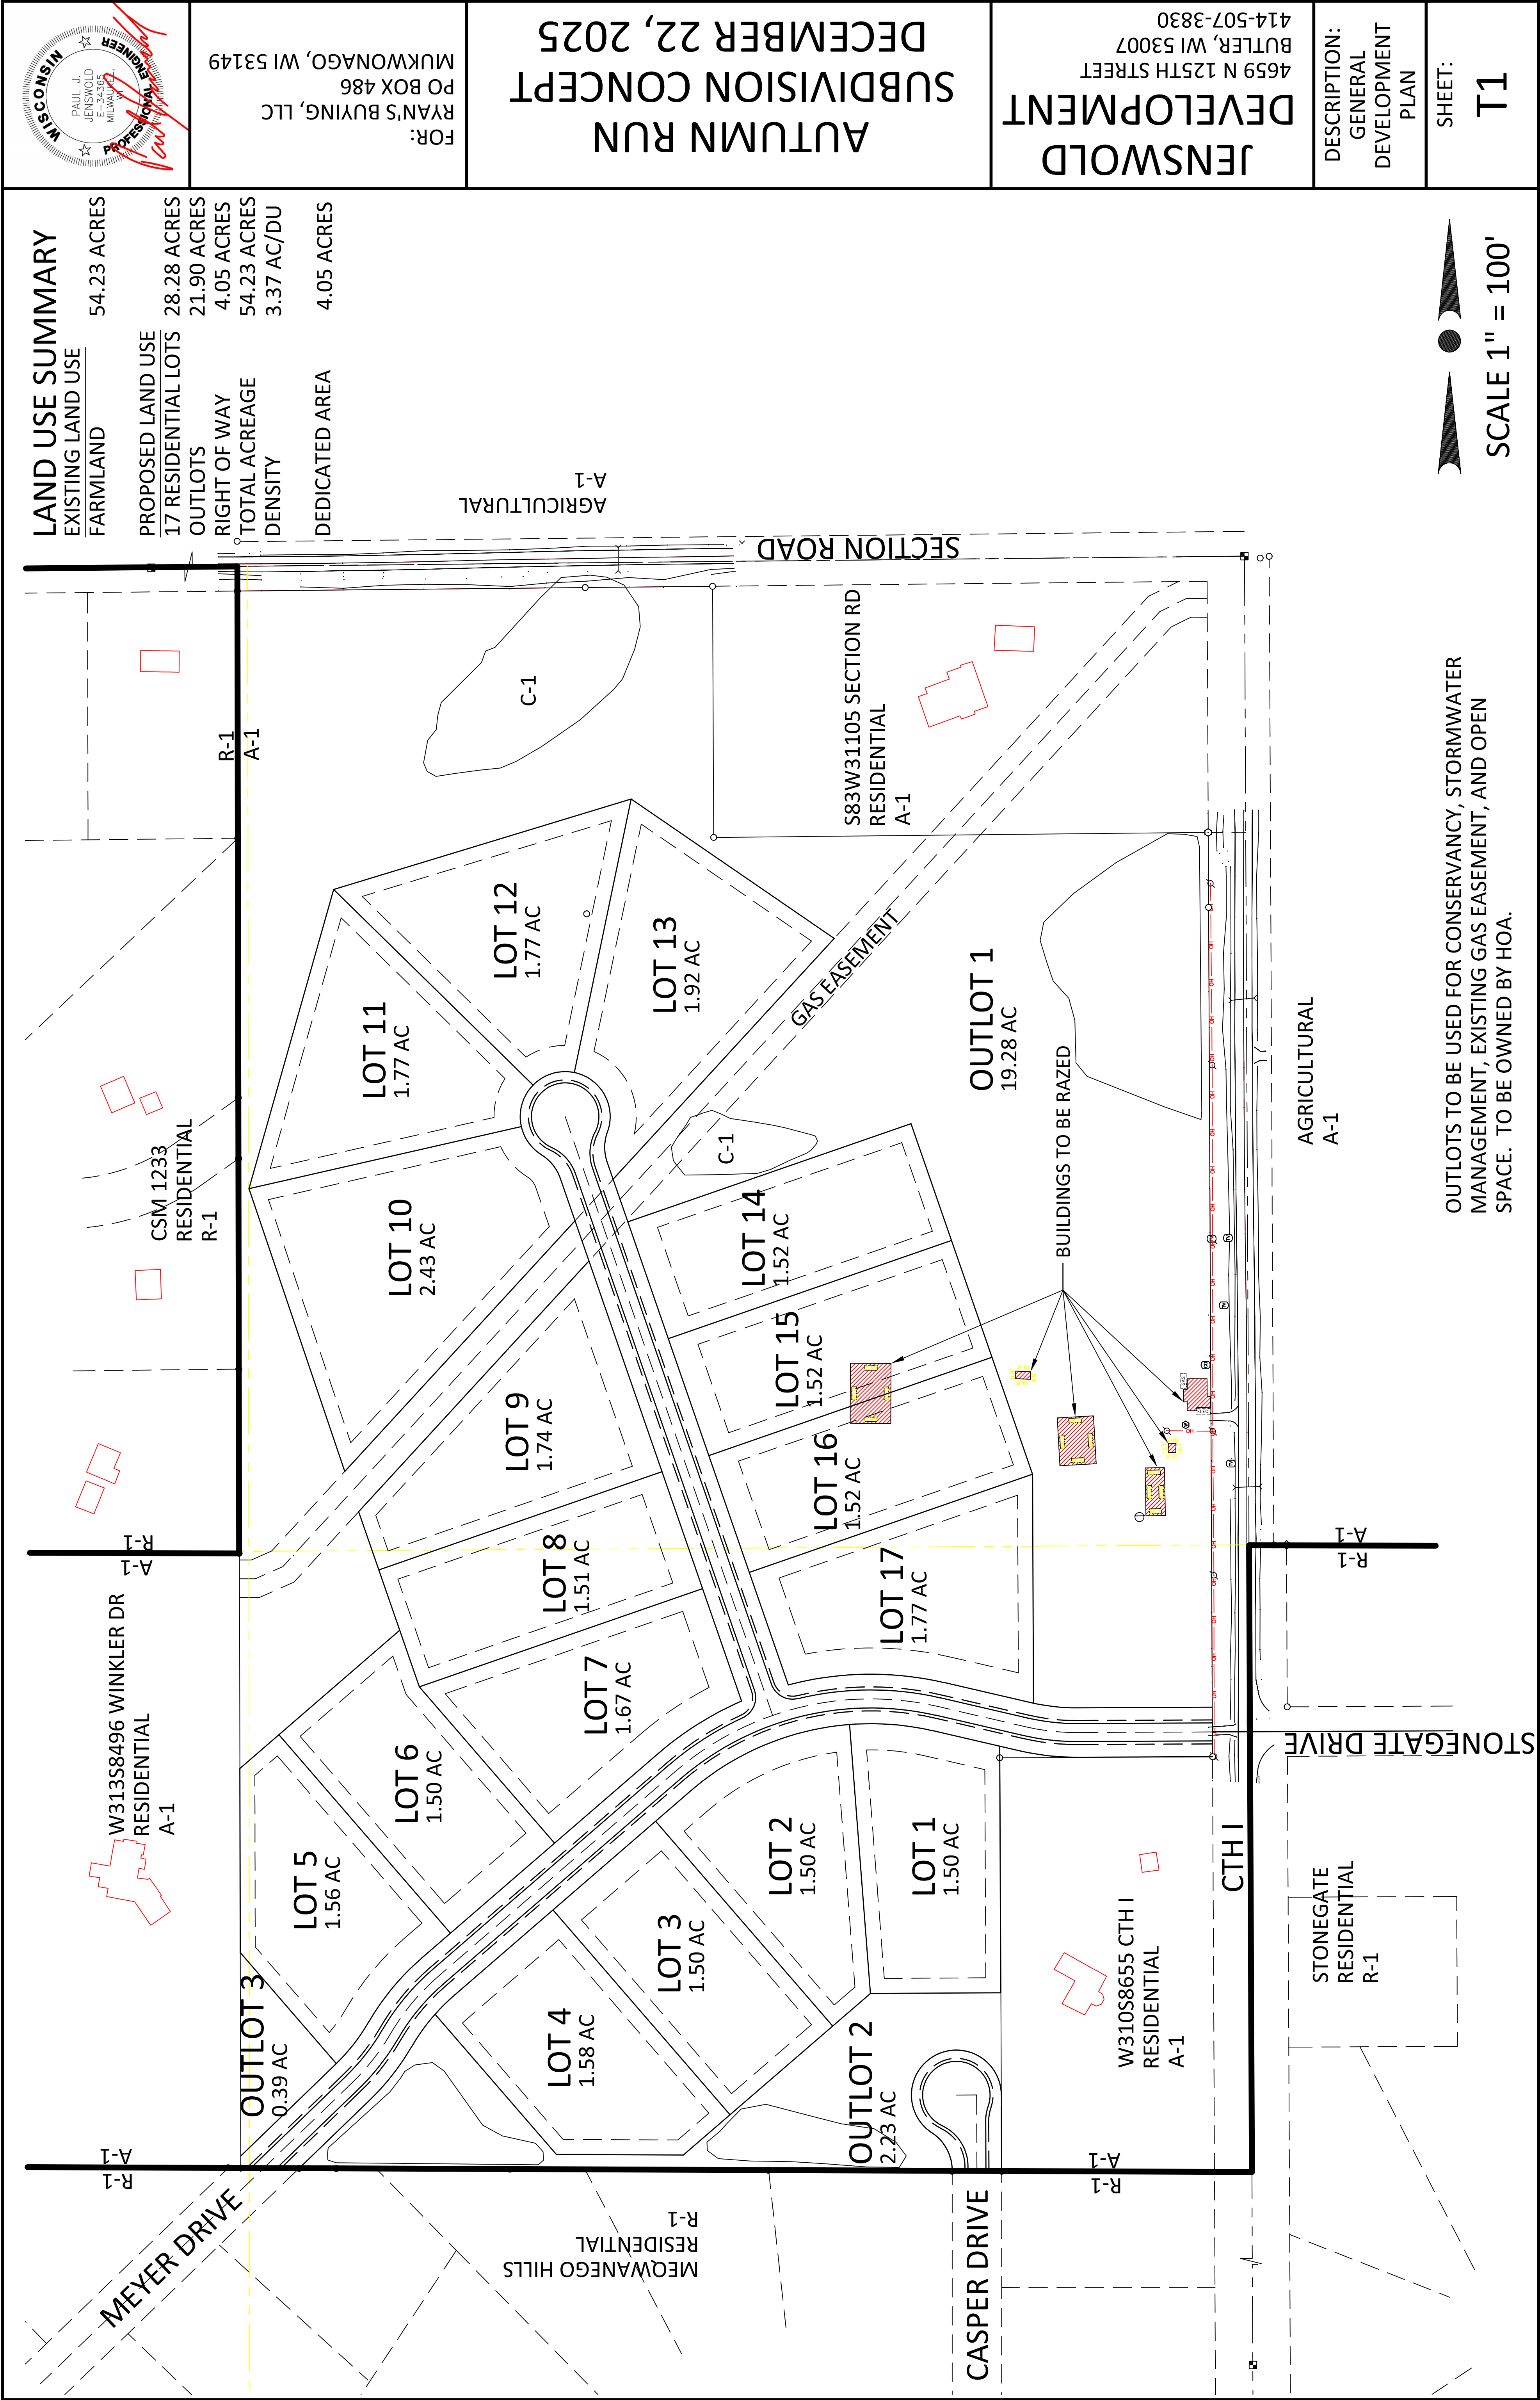 WISCONSIN
PROFESSIONAL ENGINEER
PAUL J.
JENSWOLD
E-34365
MILWAUKEE,
WI
FOR:
RYAN'S BUYING, LLC
PO BOX 486
MUKWONAGO, WI 53149
AUTUMN RUN
SUBDIVISION CONCEPT
DECEMBER 22, 2025
JENSWOLD
DEVELOPMENT
4659 N 125TH STREET
BUTLER, WI 53007
414-507-3830
DESCRIPTION:
GENERAL
DEVELOPMENT
PLAN
SHEET:
T1
LAND USE SUMMARY
EXISTING LAND USE
FARMLAND 54.23 ACRES
PROPOSED LAND USE
17 RESIDENTIAL LOTS 28.28 ACRES
OUTLOTS 21.90 ACRES
RIGHT OF WAY 4.05 ACRES
TOTAL ACREAGE 54.23 ACRES
DENSITY 3.37 AC/DU
DEDICATED AREA 4.05 ACRES
SCALE 1" = 100'
AGRICULTURAL
A-1
SECTION ROAD
R-1
A-1
C-1
S83W31105 SECTION RD
RESIDENTIAL
A-1
LOT 12
1.77 AC
LOT 13
1.92 AC
LOT 11
1.77 AC
GAS EASEMENT
OUTLOT 1
19.28 AC
C-1
CSM 1233
RESIDENTIAL
R-1
LOT 10
2.43 AC
LOT 14
1.52 AC
BUILDINGS TO BE RAZED
AGRICULTURAL
A-1
LOT 9
1.74 AC
LOT 15
1.52 AC
LOT 16
1.52 AC
LOT 8
1.51 AC
LOT 17
1.77 AC
LOT 7
1.67 AC
R-1
A-1
A-1
R-1
W313S8496 WINKLER DR
RESIDENTIAL
A-1
LOT 6
1.50 AC
LOT 5
1.56 AC
LOT 2
1.50 AC
LOT 1
1.50 AC
LOT 3
1.50 AC
LOT 4
1.58 AC
OUTLOT 3
0.39 AC
OUTLOT 2
2.23 AC
STONEGATE DRIVE
CTH I
STONEGATE
RESIDENTIAL
R-1
W310S8655 CTH I
RESIDENTIAL
A-1
A-1
R-1
A-1
R-1
MEYER DRIVE
MEQWANEGO HILLS
RESIDENTIAL
R-1
CASPER DRIVE
OUTLOTS TO BE USED FOR CONSERVANCY, STORMWATER
MANAGEMENT, EXISTING GAS EASEMENT, AND OPEN
SPACE. TO BE OWNED BY HOA.